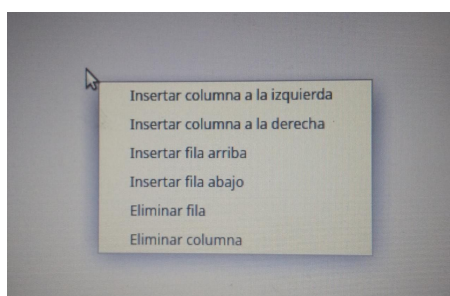 Insertar columna a la izquierda
Insertar columna a la derecha
Insertar fila arriba
Insertar fila abajo
Eliminar fila
Eliminar columna